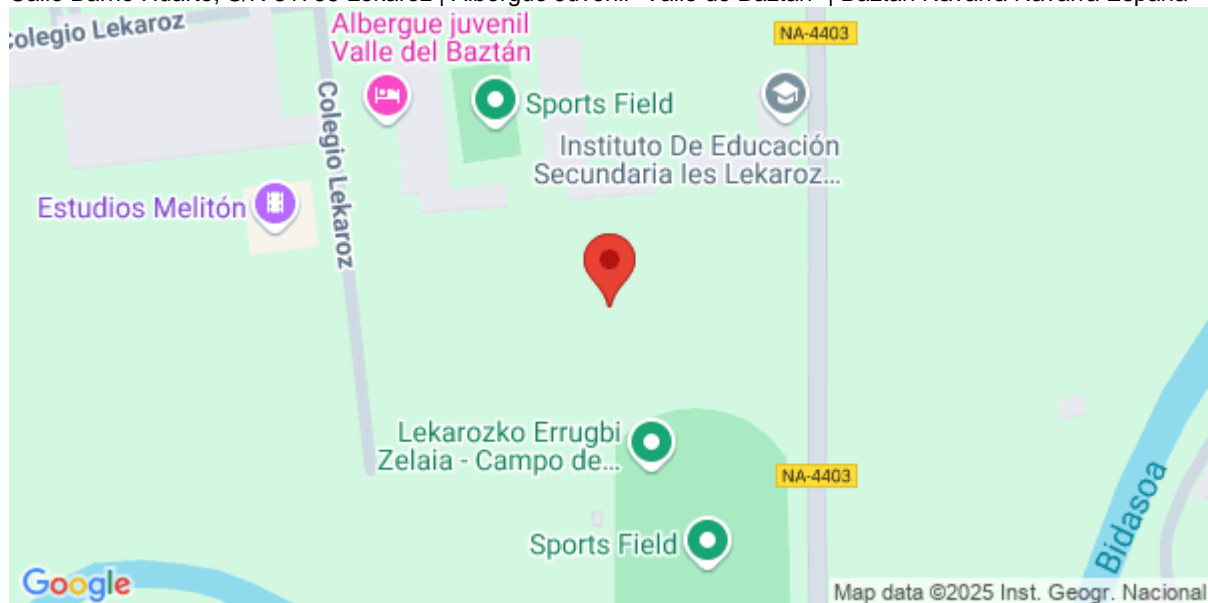 NA-4403
Colegio Lekaroz
Albergue juvenil
Valle del Baztán
Sports Field
Colegio Lekaroz
Instituto De Educación
Secundaria Ies Lekaroz...
Estudios Melitón
Lekarozko Errugbi
Zelaia - Campo de...
NA-4403
Bidasoa
Sports Field
Google
Map data ©2025 Inst. Geogr. Nacional